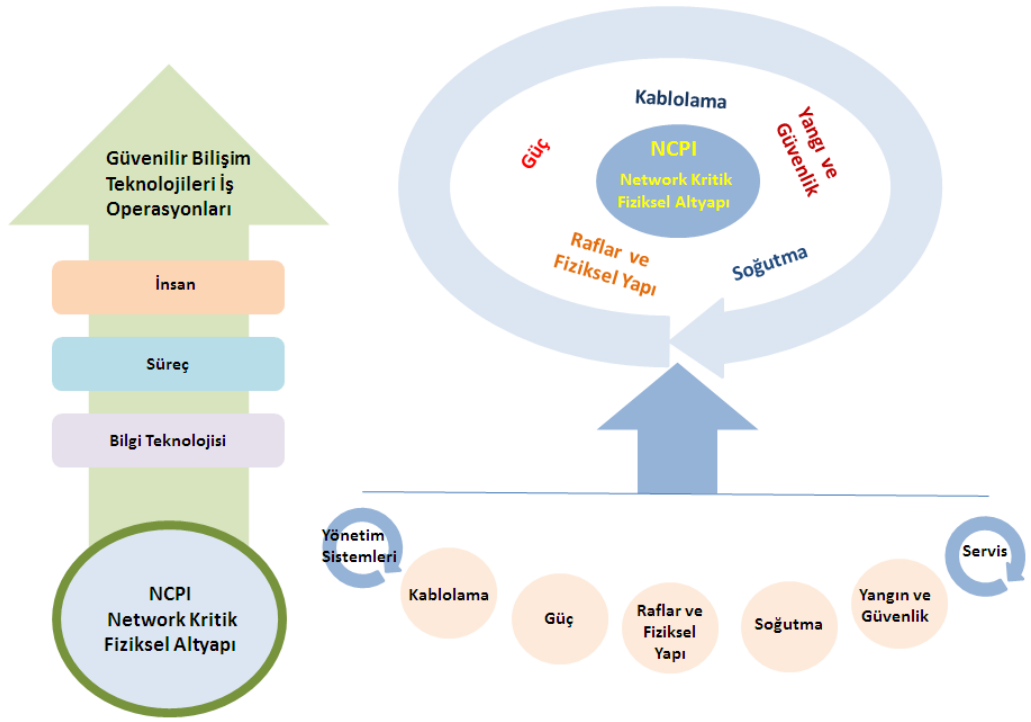 Güvenilir Bilişim
Teknolojileri İş
Operasyonları
İnsan
Süreç
Bilgi Teknolojisi
NCPI
Network Kritik
Fiziksel Altyapı
Kablolama
Yangı ve
Güvenlik
Güç
NCPI
Network Kritik
Fiziksel Altyapı
Raflar ve
Fiziksel Yapı
Soğutma
Yönetim
Sistemleri
Kablolama
Güç
Raflar ve
Fiziksel
Yapı
Soğutma
Yangın ve
Güvenlik
Servis